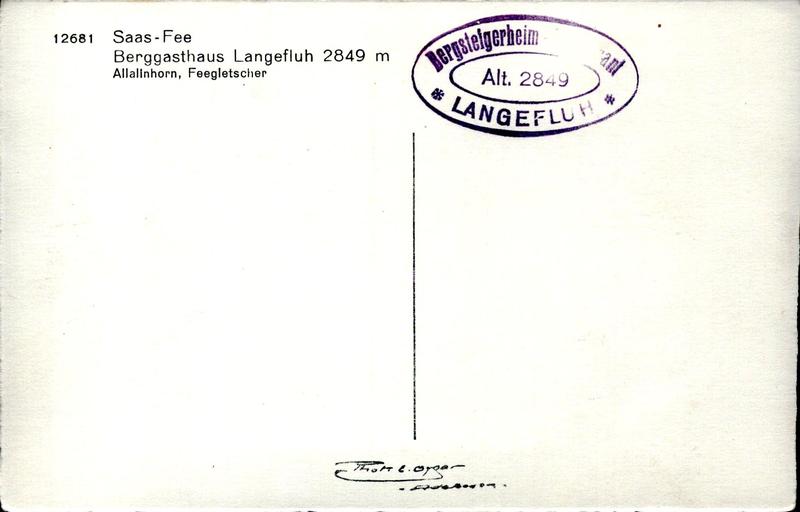 12681 Saas-Fee
Berggasthaus Langefluh 2849 m
Allalinhorn, Feegletscher
Bergsteigerheim -
Alt. 2849
* LANGEFLUH *